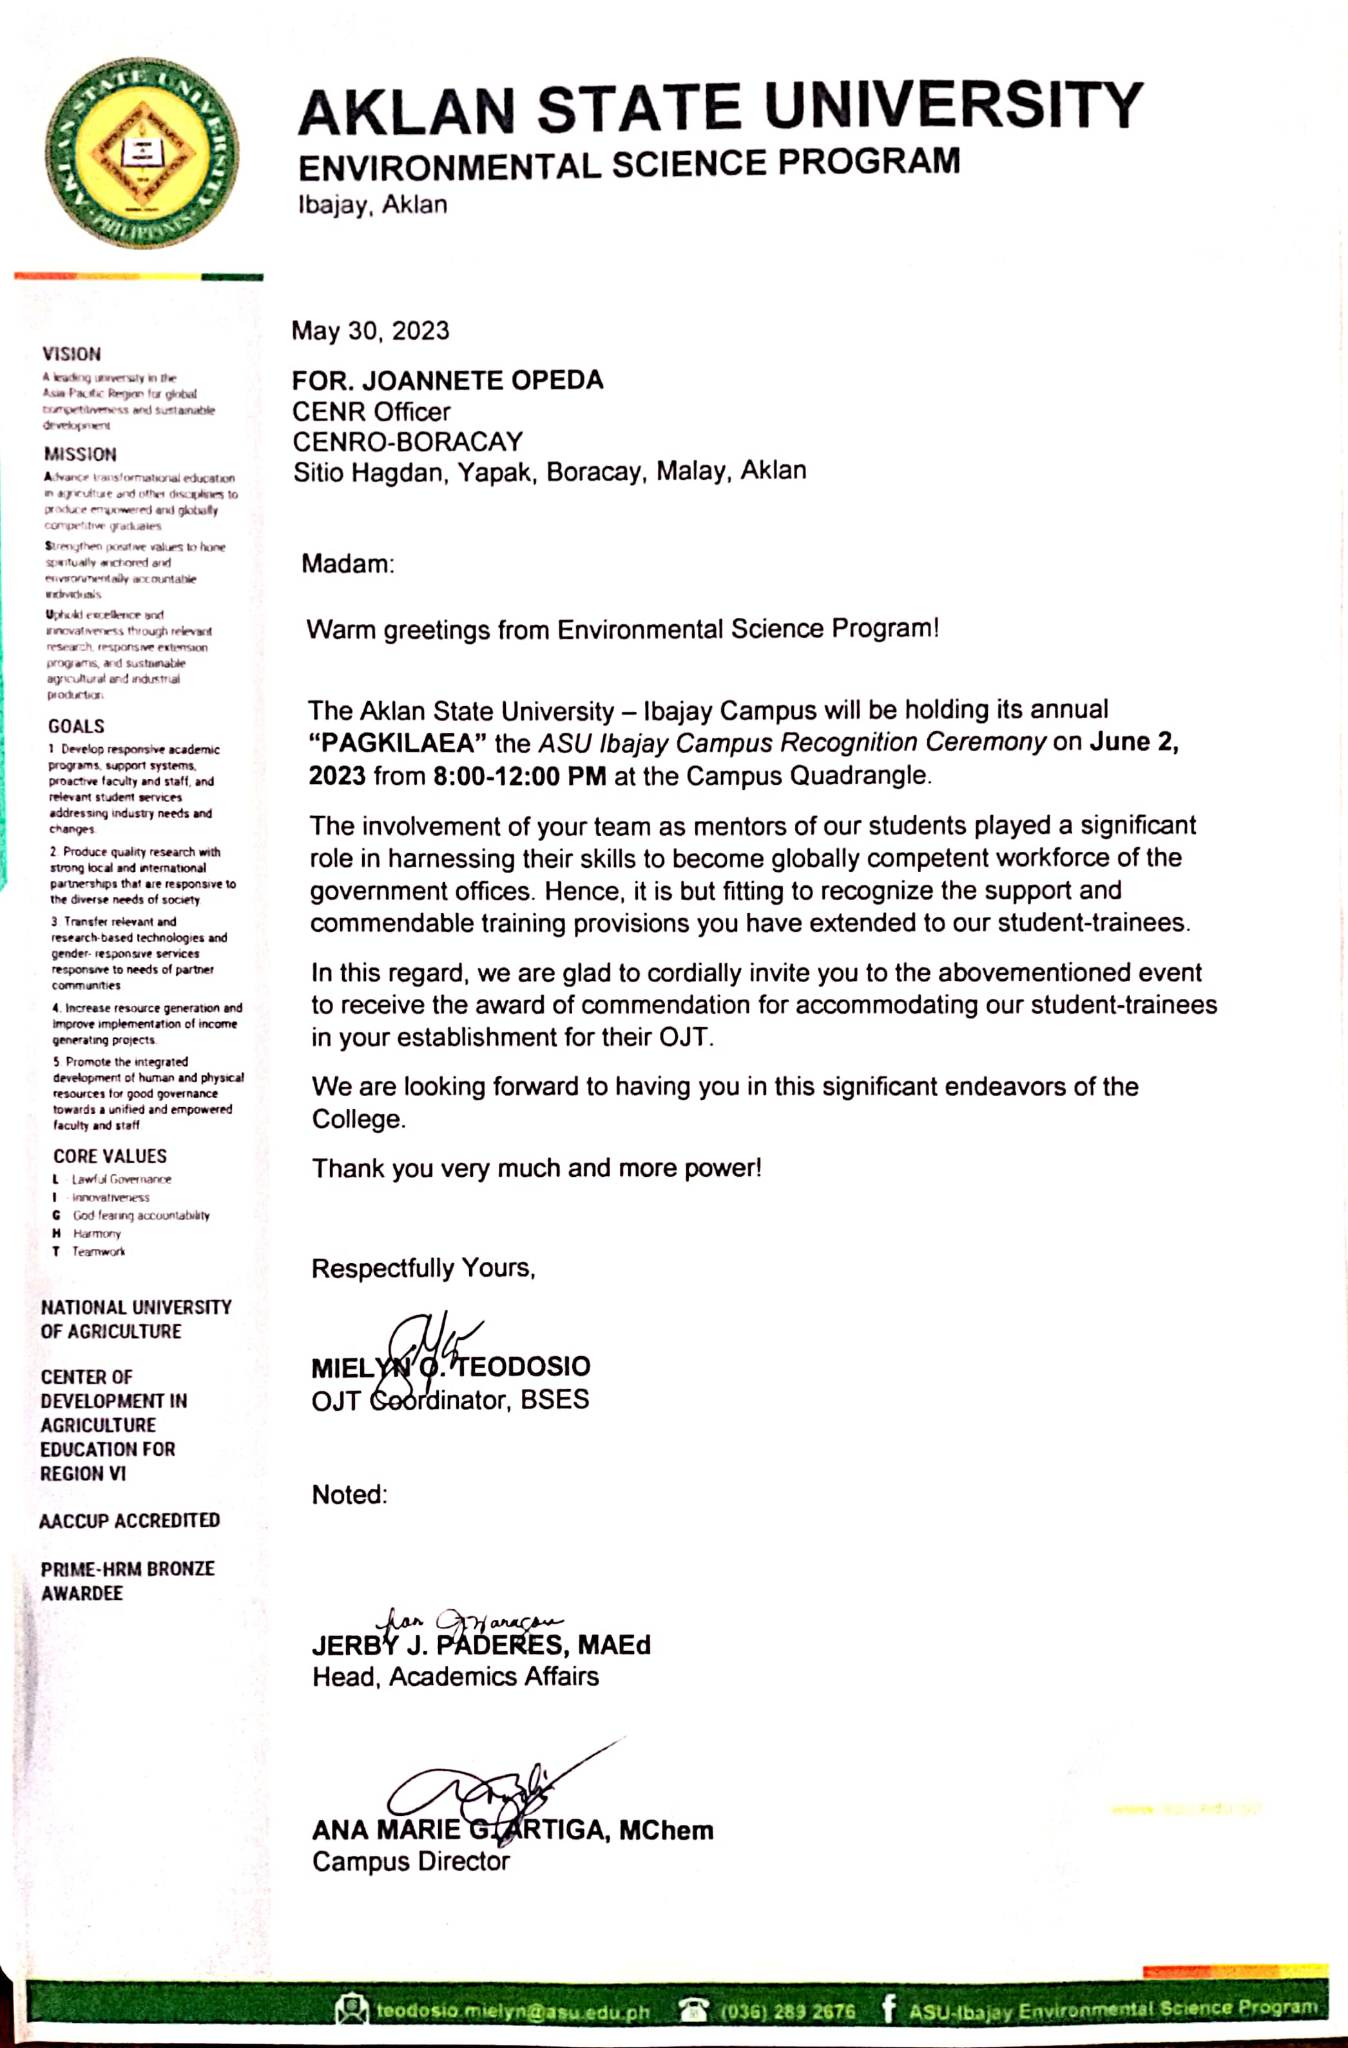 AKLAN STATE UNIVERSITY
PHILIPPINES
AKLAN STATE UNIVERSITY
ENVIRONMENTAL SCIENCE PROGRAM
Ibajay, Aklan
VISION
A leading university in the
Asia Pacific Region for global
competitiveness and sustainable
development
MISSION
Advance transformational education
in agriculture and other disciplines to
produce empowered and globally
competitive graduates
Strengthen positive values to hone
spiritually anchored and
environmentally accountable
individuals
Uphold excellence and
innovativeness through relevant
research, responsive extension
programs, and sustainable
agricultural and industrial
production
GOALS
1 Develop responsive academic
programs, support systems,
proactive faculty and staff, and
relevant student services
addressing industry needs and
changes
2. Produce quality research with
strong local and international
partnerships that are responsive to
the diverse needs of society
3 Transfer relevant and
research-based technologies and
gender- responsive services
responsive to needs of partner
communities
4. Increase resource generation and
improve implementation of income
generating projects.
5. Promote the integrated
development of human and physical
resources for good governance
towards a unified and empowered
faculty and staff
CORE VALUES
L - Lawful Governance
I - Innovativeness
G God fearing accountability
H Harmony
T Teamwork
NATIONAL UNIVERSITY
OF AGRICULTURE
CENTER OF
DEVELOPMENT IN
AGRICULTURE
EDUCATION FOR
REGION VI
AACCUP ACCREDITED
PRIME-HRM BRONZE
AWARDEE
May 30, 2023
FOR. JOANNETE OPEDA
CENR Officer
CENRO-BORACAY
Sitio Hagdan, Yapak, Boracay, Malay, Aklan
Madam:
Warm greetings from Environmental Science Program!
The Aklan State University – Ibajay Campus will be holding its annual
“PAGKILAEA” the ASU Ibajay Campus Recognition Ceremony on June 2,
2023 from 8:00-12:00 PM at the Campus Quadrangle.
The involvement of your team as mentors of our students played a significant
role in harnessing their skills to become globally competent workforce of the
government offices. Hence, it is but fitting to recognize the support and
commendable training provisions you have extended to our student-trainees.
In this regard, we are glad to cordially invite you to the abovementioned event
to receive the award of commendation for accommodating our student-trainees
in your establishment for their OJT.
We are looking forward to having you in this significant endeavors of the
College.
Thank you very much and more power!
Respectfully Yours,
MIELYN O. TEODOSIO
OJT Coordinator, BSES
Noted:
JERBY J. PADERES, MAEd
Head, Academics Affairs
ANA MARIE G. ARTIGA, MChem
Campus Director
teodosio.mielyn@asu.edu.ph (036) 289 2676 ASU-Ibajay Environmental Science Program